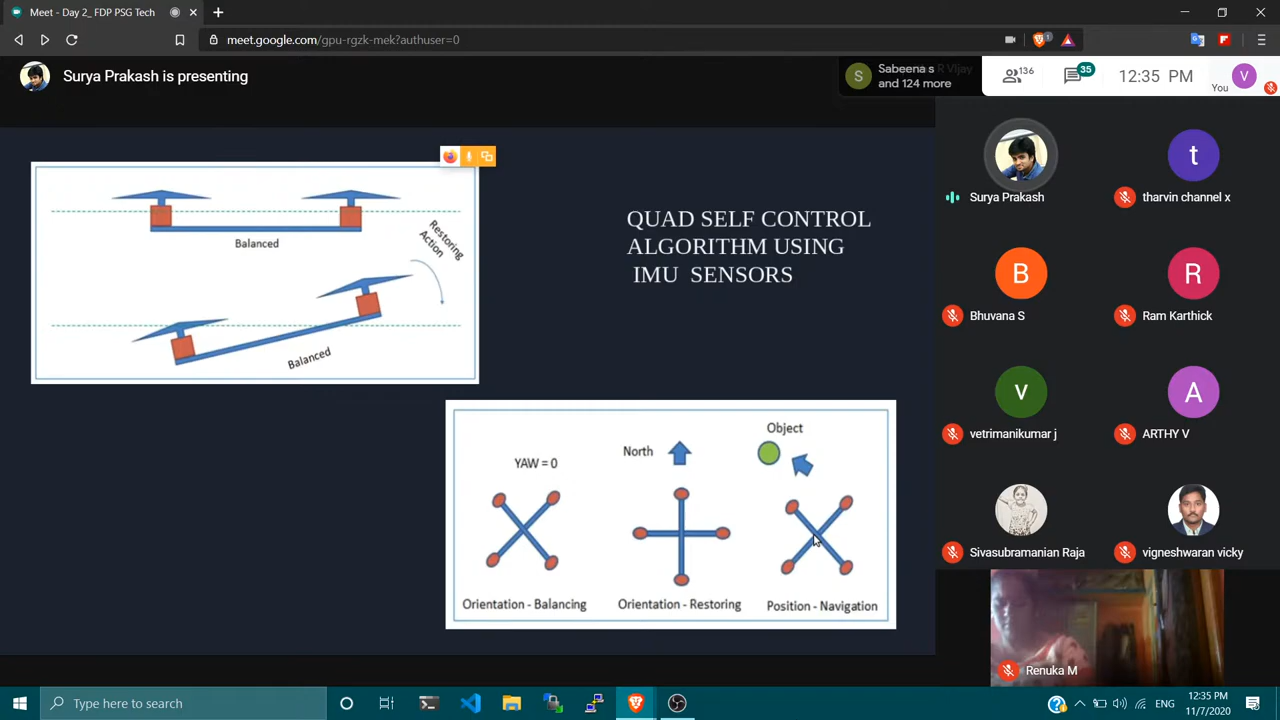 Meet - Day 2_ FDP PSG Tech
meet.google.com/gpu-rgzk-mek?authuser=0
1
Surya Prakash is presenting
S
Sabeena s R Vijay
and 124 more
136
35
12:35 PM
You
V
Balanced
Restoring
Action
Balanced
QUAD SELF CONTROL
ALGORITHM USING
IMU SENSORS
YAW = 0
North
Object
Orientation - Balancing
Orientation - Restoring
Position - Navigation
Surya Prakash
t
tharvin channel x
B
Bhuvana S
R
Ram Karthick
v
vetrimanikumar j
A
ARTHY V
Sivasubramanian Raja
vigneshwaran vicky
Renuka M
Type here to search
ENG
12:35 PM
11/7/2020